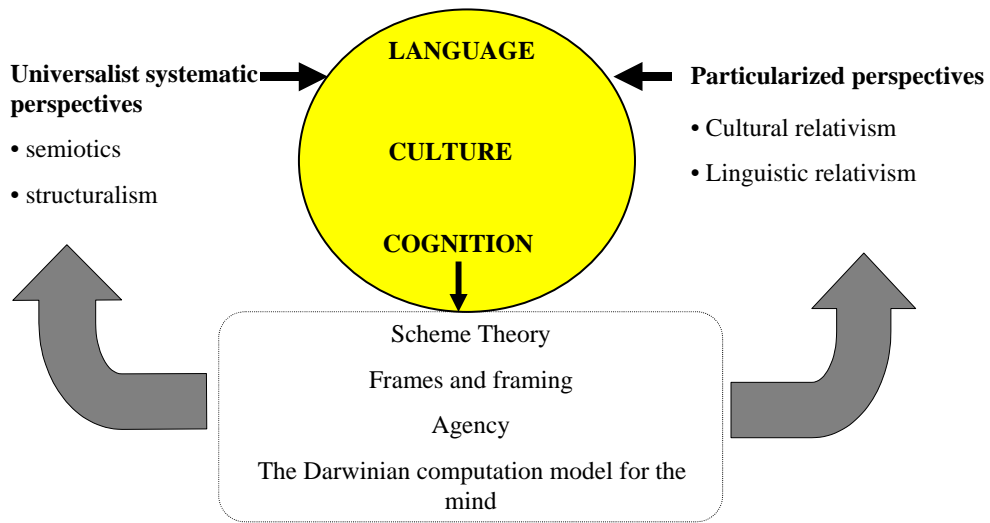 LANGUAGE
Universalist systematic
perspectives
• semiotics
• structuralism
CULTURE
COGNITION
Particularized perspectives
• Cultural relativism
• Linguistic relativism
Scheme Theory
Frames and framing
Agency
The Darwinian computation model for the
mind